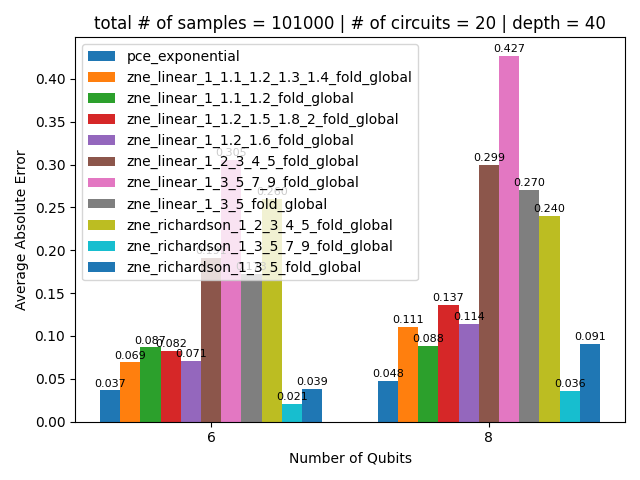 total # of samples = 101000 | # of circuits = 20 | depth = 40
pce_exponential
zne_linear_1_1.1_1.2_1.3_1.4_fold_global
zne_linear_1_1.1_1.2_fold_global
zne_linear_1_1.2_1.5_1.8_2_fold_global
zne_linear_1_1.2_1.6_fold_global
zne_linear_1_2_3_4_5_fold_global
zne_linear_1_3_5_7_9_fold_global
zne_linear_1_3_5_fold_global
zne_richardson_1_2_3_4_5_fold_global
zne_richardson_1_3_5_7_9_fold_global
zne_richardson_1_3_5_fold_global
Average Absolute Error
0.40
0.35
0.30
0.25
0.20
0.15
0.10
0.05
0.00
0.037
0.069
0.087
0.082
0.071
0.305
0.260
0.021
0.039
0.048
0.111
0.088
0.137
0.114
0.299
0.427
0.270
0.240
0.036
0.091
6
8
Number of Qubits